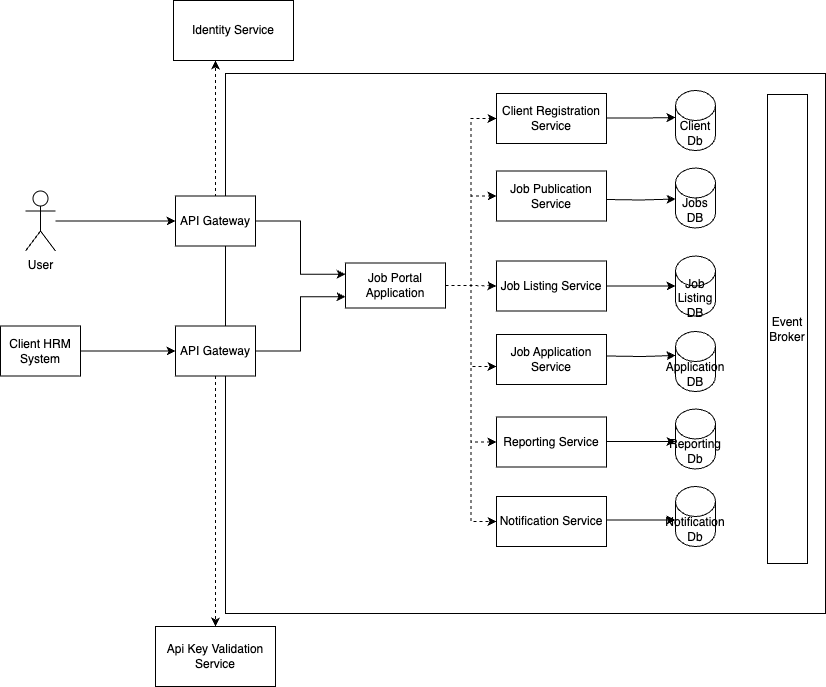 Identity Service
Client Registration
Service
Client
Db
Job Publication
Service
Jobs
DB
API Gateway
User
Job Portal
Application
Job Listing Service
Job
Listing
DB
Event
Broker
Client HRM
System
API Gateway
Job Application
Service
Application
DB
Reporting Service
Reporting
Db
Notification Service
Notification
Db
Api Key Validation
Service